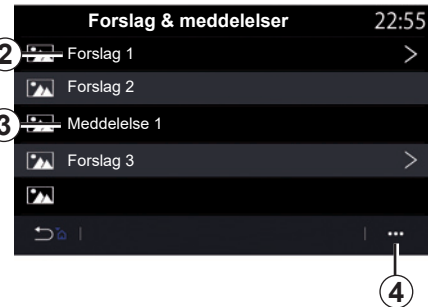 Forslag & meddelelser 22:55
2 Forslag 1
Forslag 2
3 Meddelelse 1
Forslag 3
4